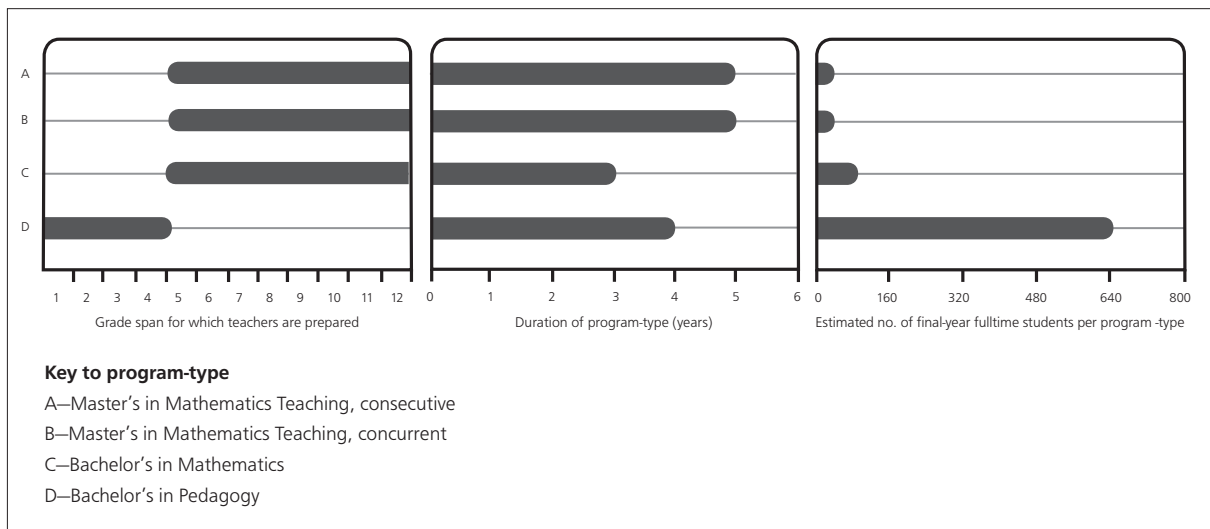 A
B
C
D
1 2 3 4 5 6 7 8 9 10 11 12
Grade span for which teachers are prepared
0 1 2 3 4 5 6
Duration of program-type (years)
0 160 320 480 640 800
Estimated no. of final-year fulltime students per program -type
Key to program-type
A—Master's in Mathematics Teaching, consecutive
B—Master's in Mathematics Teaching, concurrent
C—Bachelor's in Mathematics
D—Bachelor's in Pedagogy